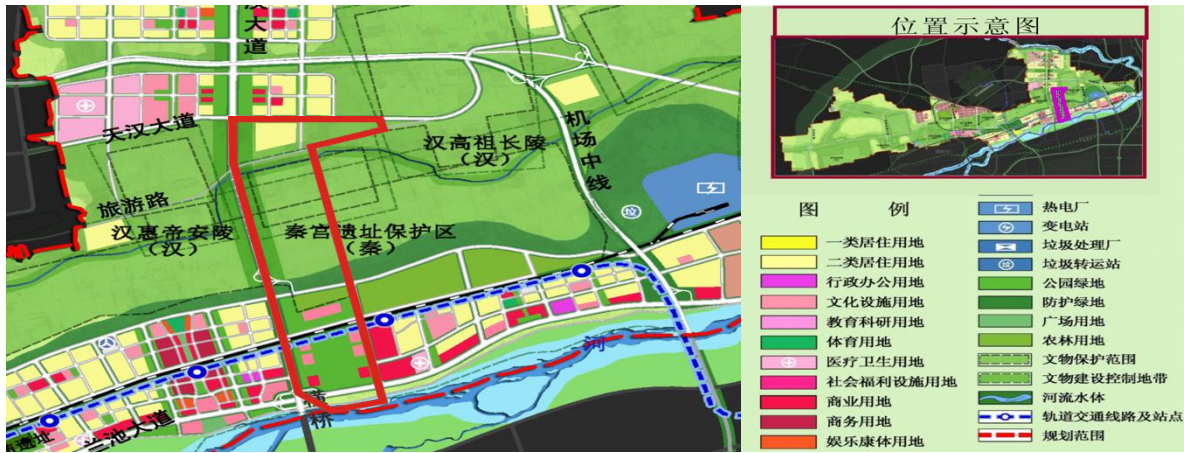 汉大道
天汉大道
机场中线
汉高祖长陵
（汉）
旅游路
汉惠帝安陵
（汉）
秦宫遗址保护区
（秦）
垃
河
桥
兰池大道
遗址
位置示意图
图 例
一类居住用地
二类居住用地
行政办公用地
文化设施用地
教育科研用地
体育用地
医疗卫生用地
社会福利设施用地
商业用地
商务用地
娱乐康体用地
热电厂
变电站
垃圾处理厂
垃
垃圾转运站
公园绿地
防护绿地
广场用地
农林用地
文物保护范围
文物建设控制地带
河流水体
轨道交通线路及站点
规划范围